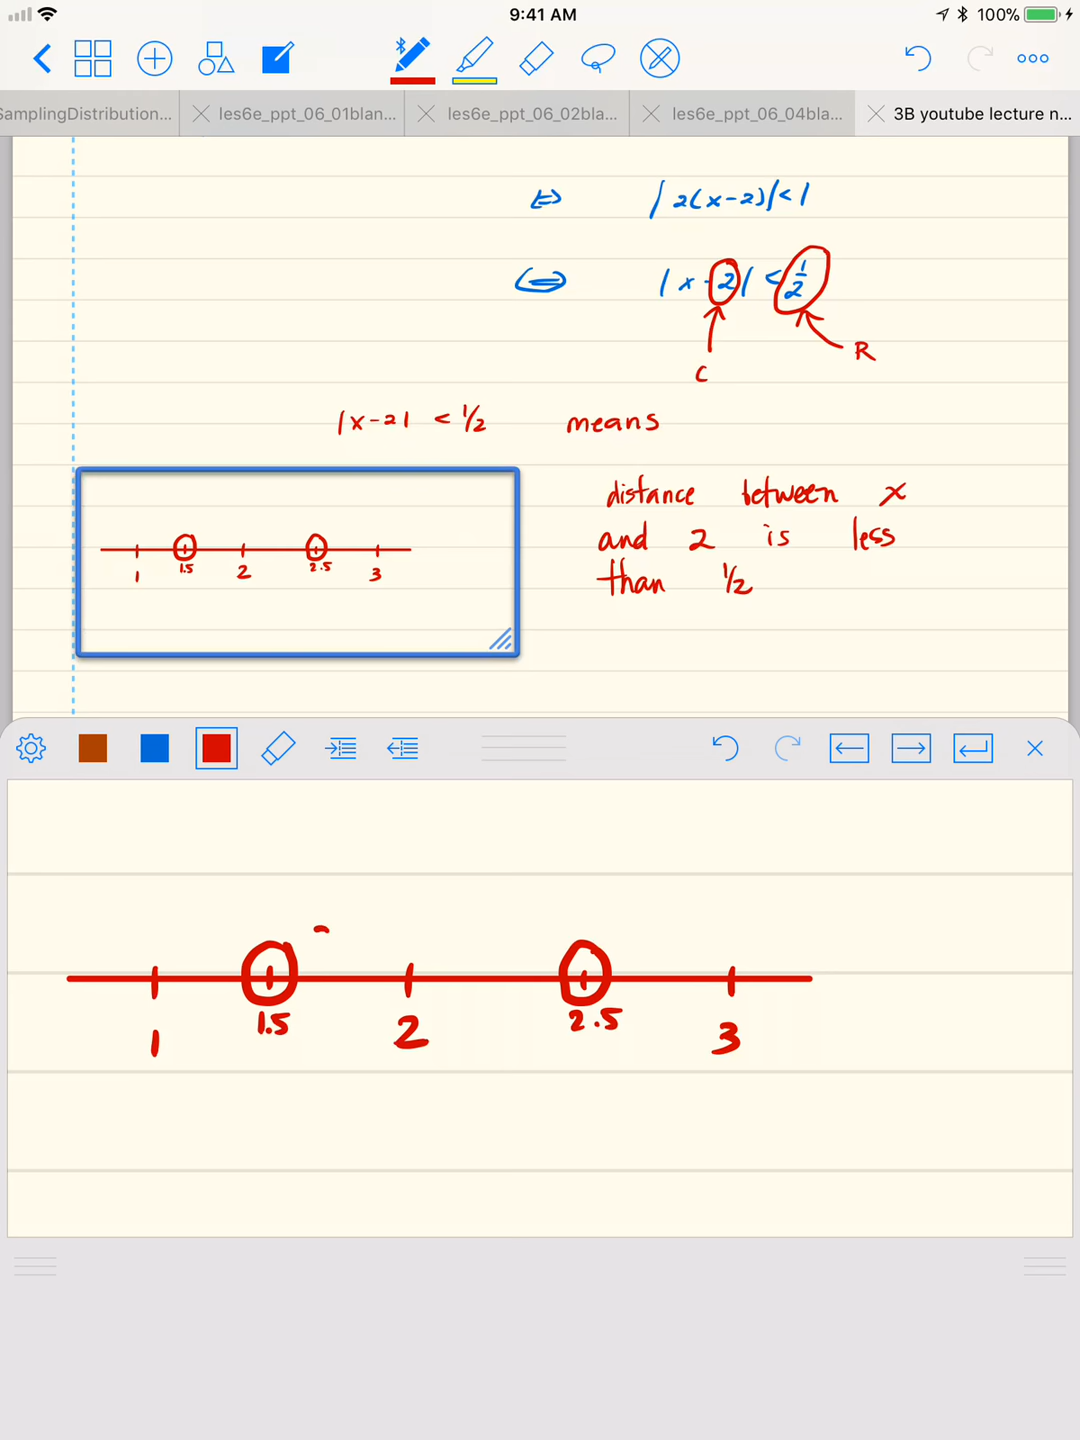 9:41 AM
100%
SamplingDistribution...
les6e_ppt_06_01blan...
les6e_ppt_06_02bla...
les6e_ppt_06_04bla...
3B youtube lecture n...
⇔ |2(x-2)|<1
⇔ |x-2| < 1/2
C
R
|x-2| < 1/2 means
distance between x
and 2 is less
than 1/2
1 1.5 2 2.5 3
1 1.5 2 2.5 3